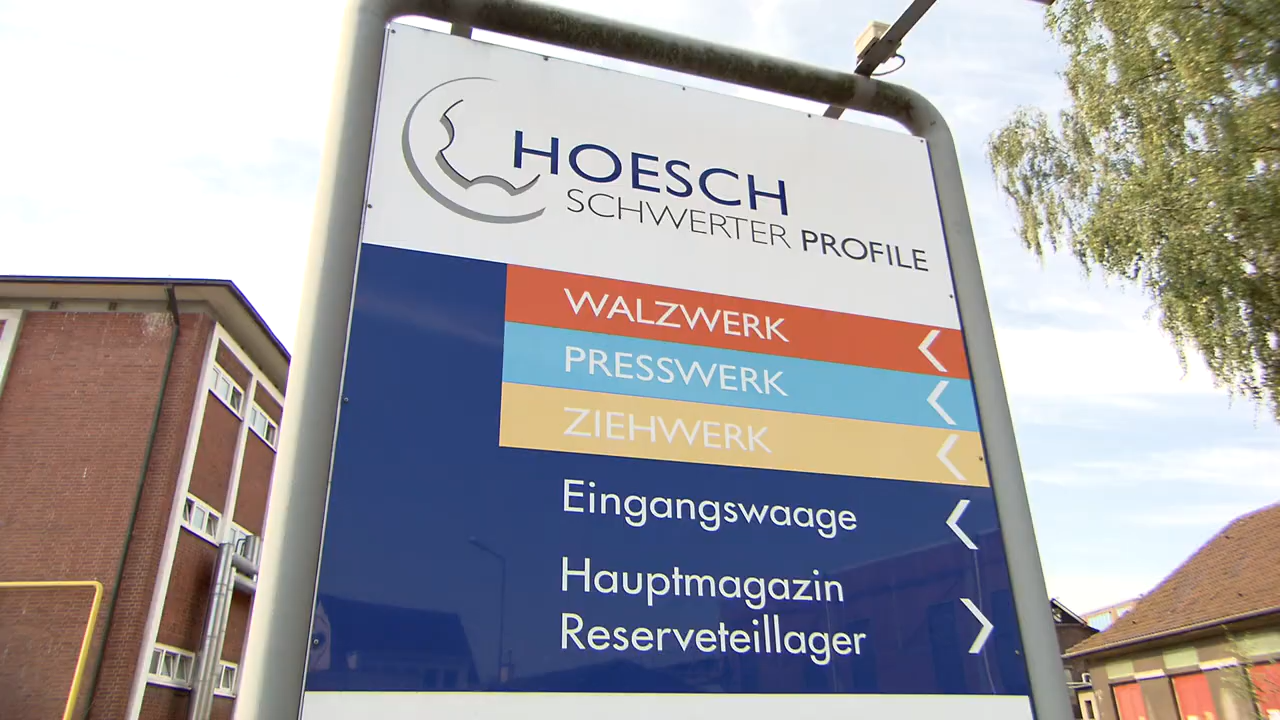 HOESCH
SCHWERTER PROFILE
WALZWERK
PRESSWERK
ZIEHWERK
Eingangswaage
Hauptmagazin
Reserveteillager